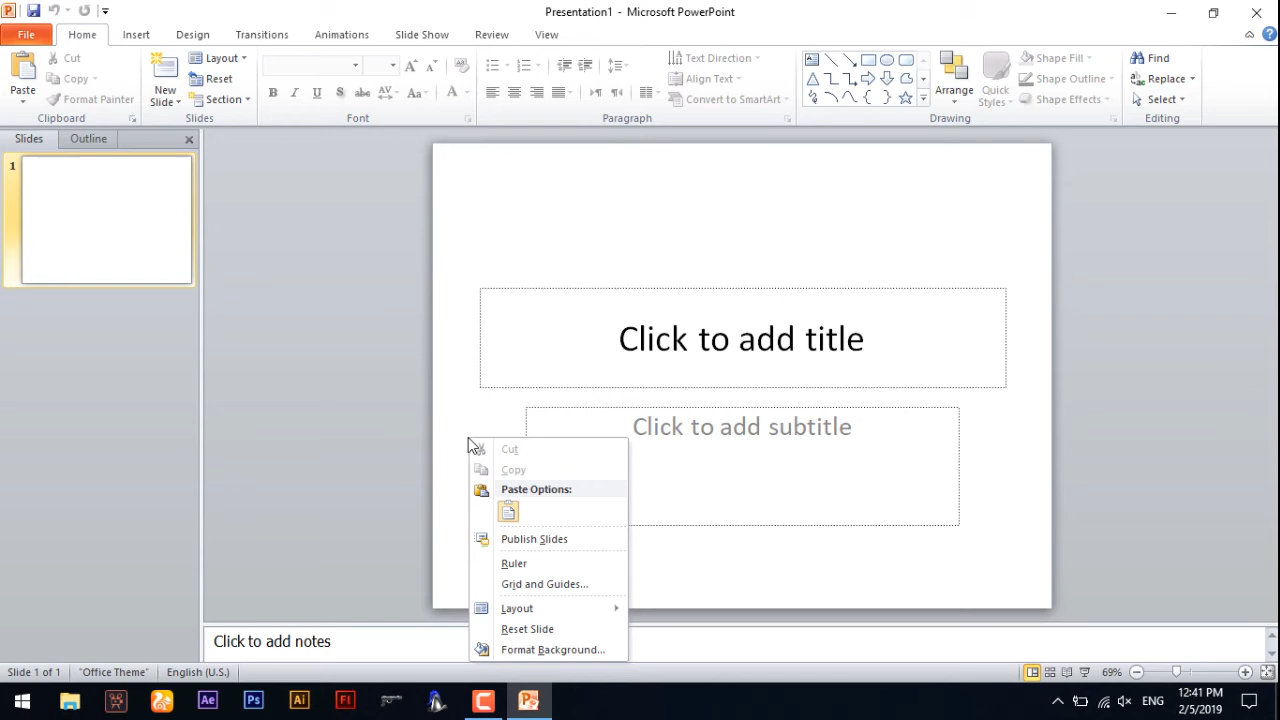 Presentation1 - Microsoft PowerPoint
File Home Insert Design Transitions Animations Slide Show Review View
Paste
Cut
Copy
Format Painter
Clipboard
New
Slide
Layout
Reset
Section
Slides
Font
Text Direction
Align Text
Convert to SmartArt
Paragraph
Arrange
Quick
Styles
Shape Fill
Shape Outline
Shape Effects
Drawing
Find
Replace
Select
Editing
Slides Outline
1
Click to add title
Click to add subtitle
Cut
Copy
Paste Options:
Publish Slides
Ruler
Grid and Guides...
Layout
Reset Slide
Format Background...
Click to add notes
Slide 1 of 1 "Office Theme" English (U.S.) 69%
Ae Ps Ai Fl ENG
12:41 PM
2/5/2019